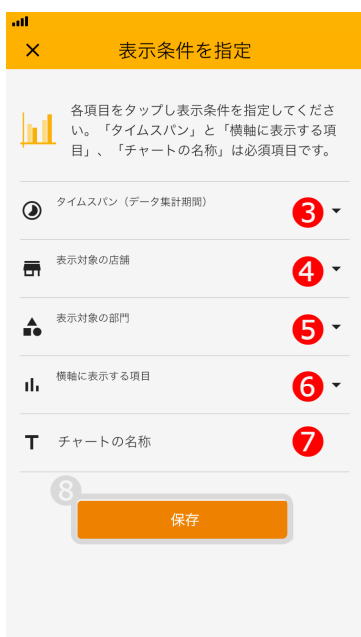 表示条件を指定
各項目をタップし表示条件を指定してくださ
い。「タイムスパン」と「横軸に表示する項
目」、「チャートの名称」は必須項目です。
タイムスパン（データ集計期間）
3
表示対象の店舗
4
表示対象の部門
5
横軸に表示する項目
6
T チャートの名称
7
8
保存